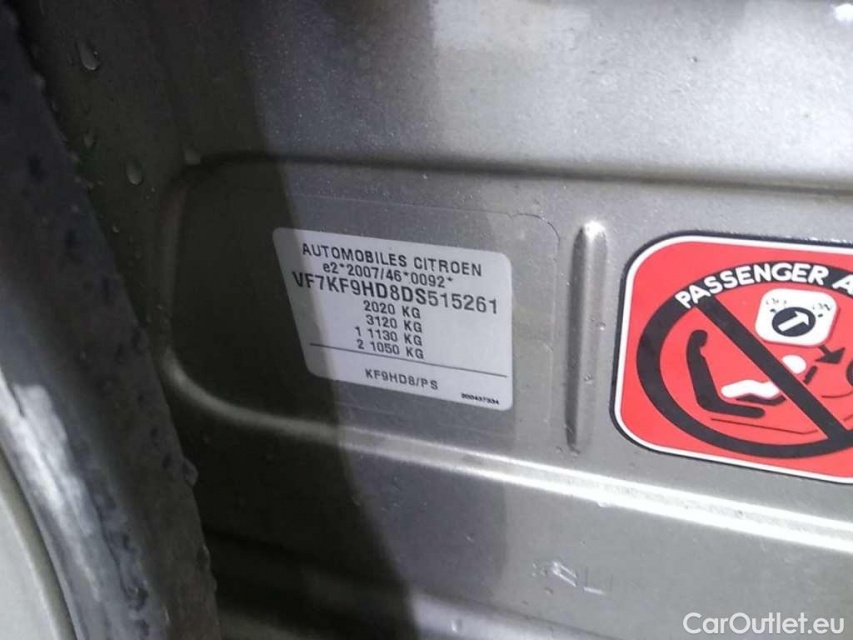 AUTOMOBILES CITROEN
e2*2007/46*0092*
VF7KF9HD8DS515261
2020 KG
3120 KG
1 1130 KG
2 1050 KG
KF9HD8/PS
PASSENGER A
CarOutlet.eu